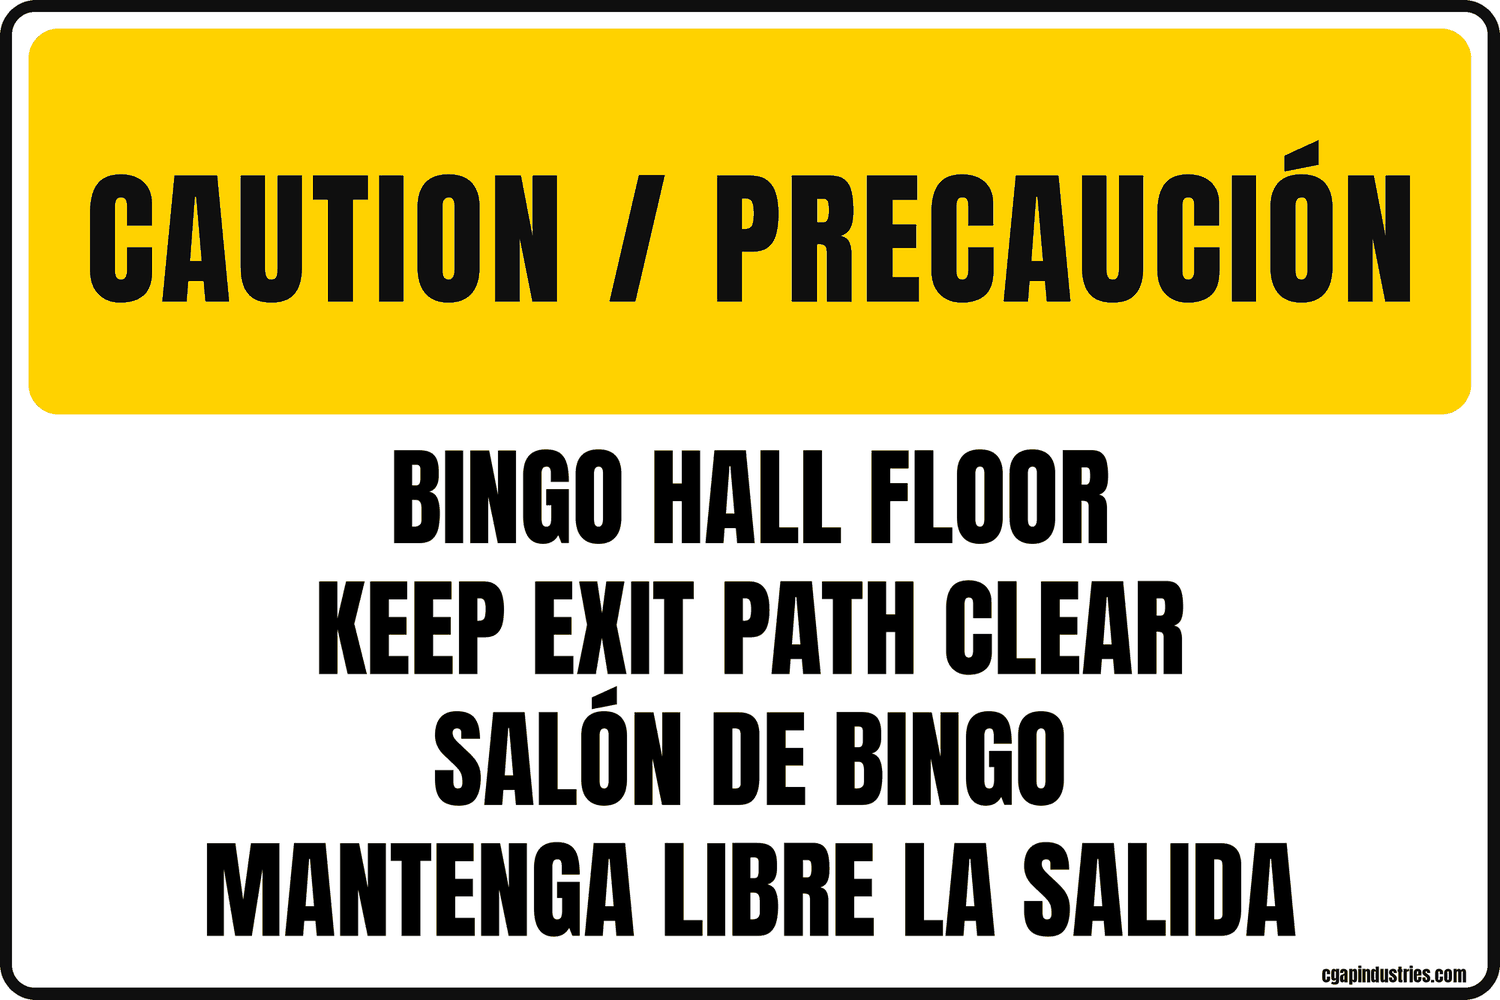 CAUTION / PRECAUCIÓN
BINGO HALL FLOOR
KEEP EXIT PATH CLEAR
SALÓN DE BINGO
MANTENGA LIBRE LA SALIDA
cgapindustries.com